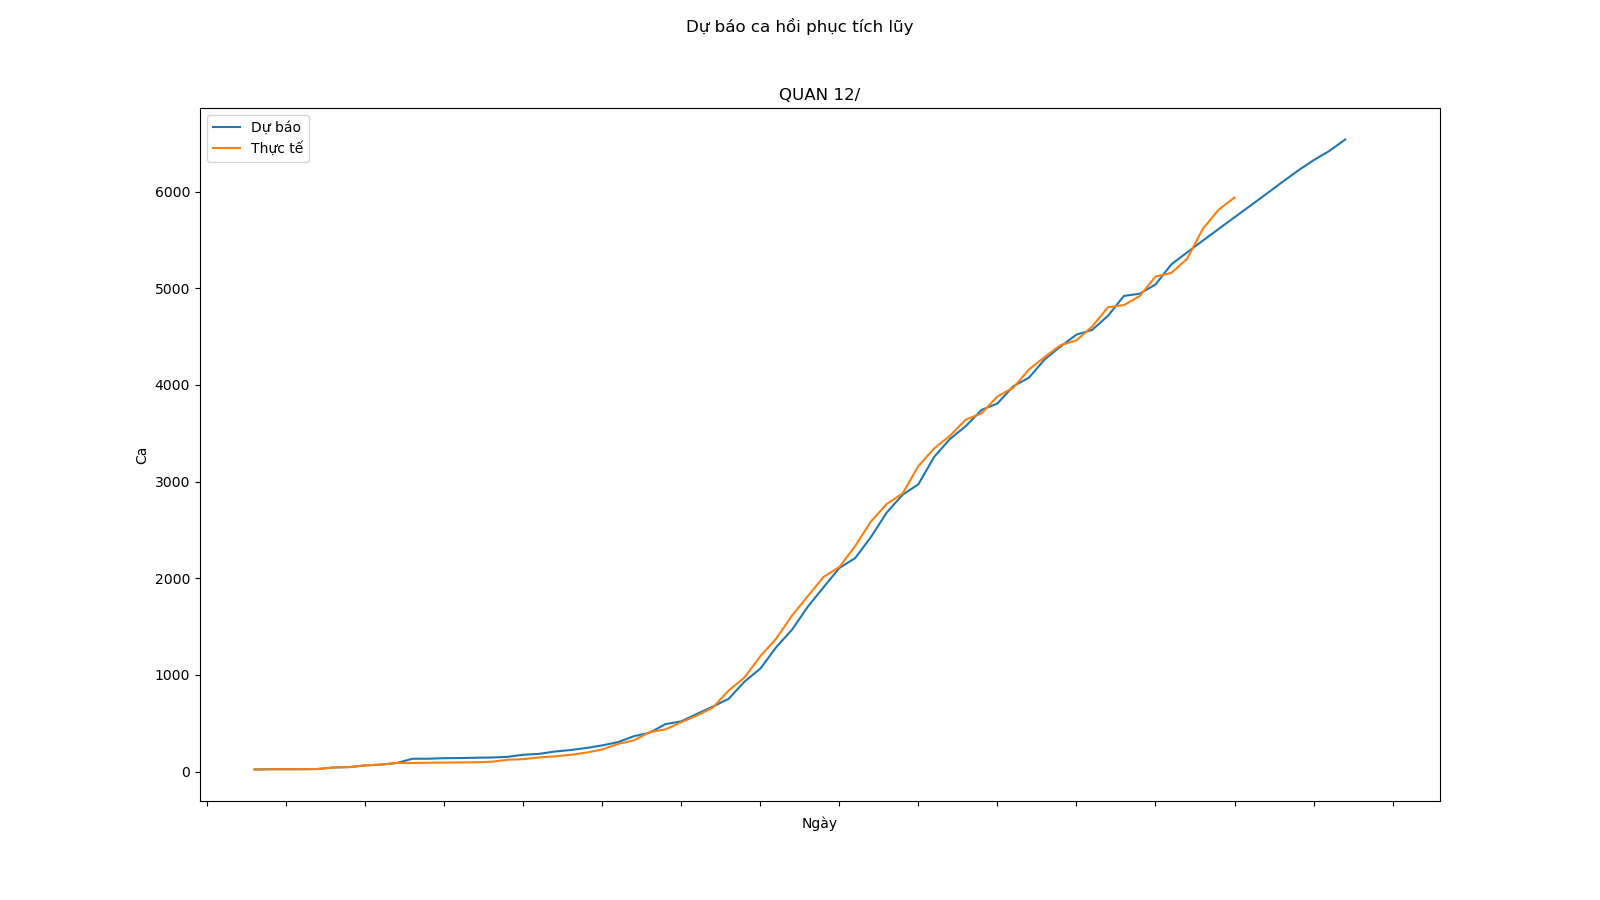 Dự báo ca hồi phục tích lũy
QUAN 12/
Dự báo
Thực tế
6000
5000
4000
3000
2000
1000
0
Ca
Ngày